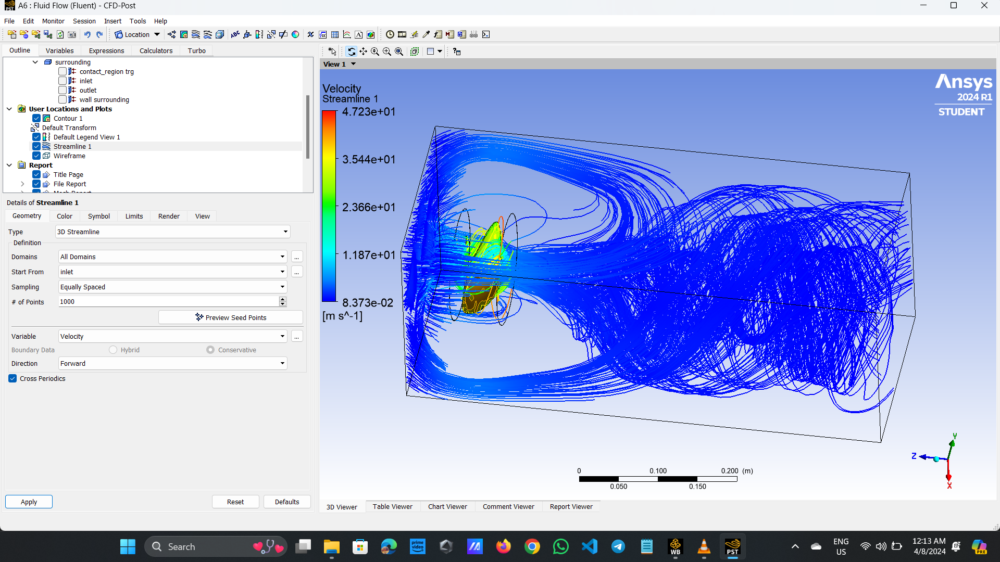 A6 : Fluid Flow (Fluent) - CFD-Post
File Edit Monitor Session Insert Tools Help
Location
Outline Variables Expressions Calculators Turbo
surrounding
contact_region trg
inlet
outlet
wall surrounding
User Locations and Plots
Contour 1
Default Transform
Default Legend View 1
Streamline 1
Wireframe
Report
Title Page
File Report
Details of Streamline 1
Geometry Color Symbol Limits Render View
Type 3D Streamline
Definition
Domains All Domains ...
Start From inlet ...
Sampling Equally Spaced
# of Points 1000
Preview Seed Points
Variable Velocity ...
Boundary Data Hybrid Conservative
Direction Forward
Cross Periodics
Apply Reset Defaults
View 1
Velocity
Streamline 1
4.723e+01
3.544e+01
2.366e+01
1.187e+01
8.373e-02
[m s^-1]
Ansys
2024 R1
STUDENT
Y
Z
X
0 0.100 0.200 (m)
0.050 0.150
3D Viewer Table Viewer Chart Viewer Comment Viewer Report Viewer
Search
prime video
WB
PST
ENG
US
12:13 AM
4/8/2024
PRE